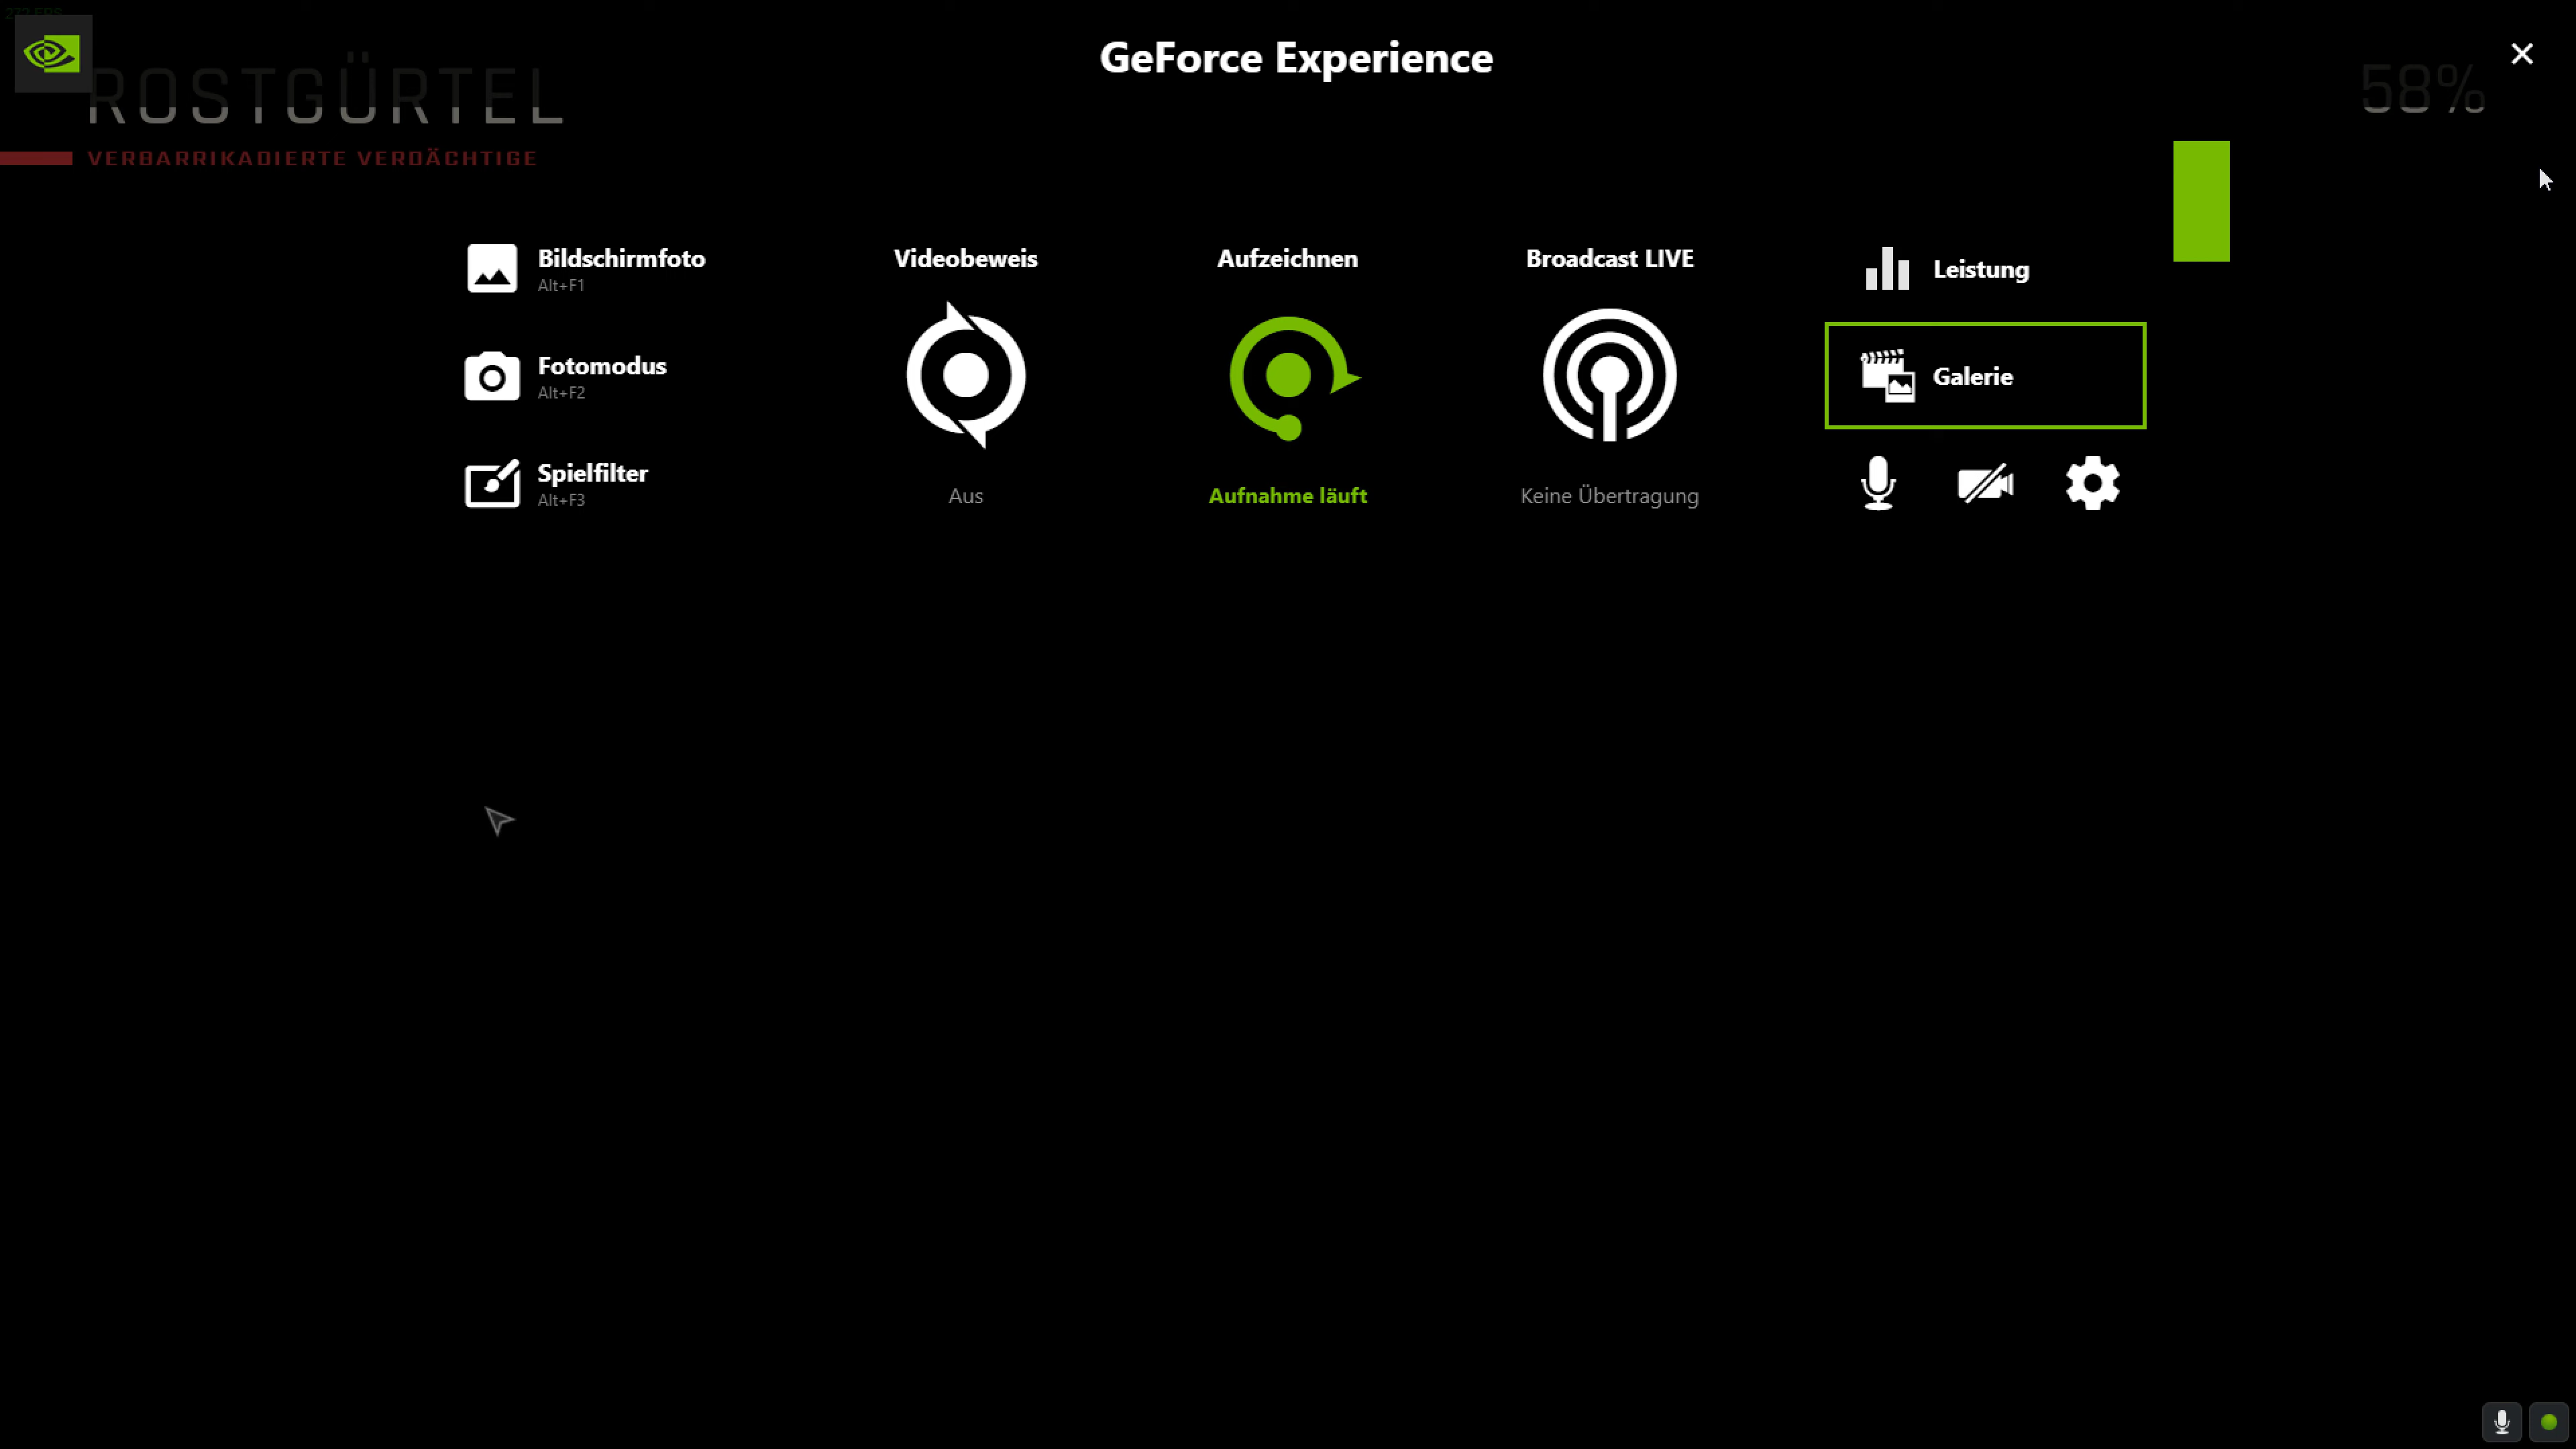 GeForce Experience
ROSTGÜRTEL
58%
VERBARRIKADIERTE VERDÄCHTIGE
Bildschirmfoto
Alt+F1
Fotomodus
Alt+F2
Spielfilter
Alt+F3
Videobeweis
Aus
Aufzeichnen
Aufnahme läuft
Broadcast LIVE
Keine Übertragung
Leistung
Galerie